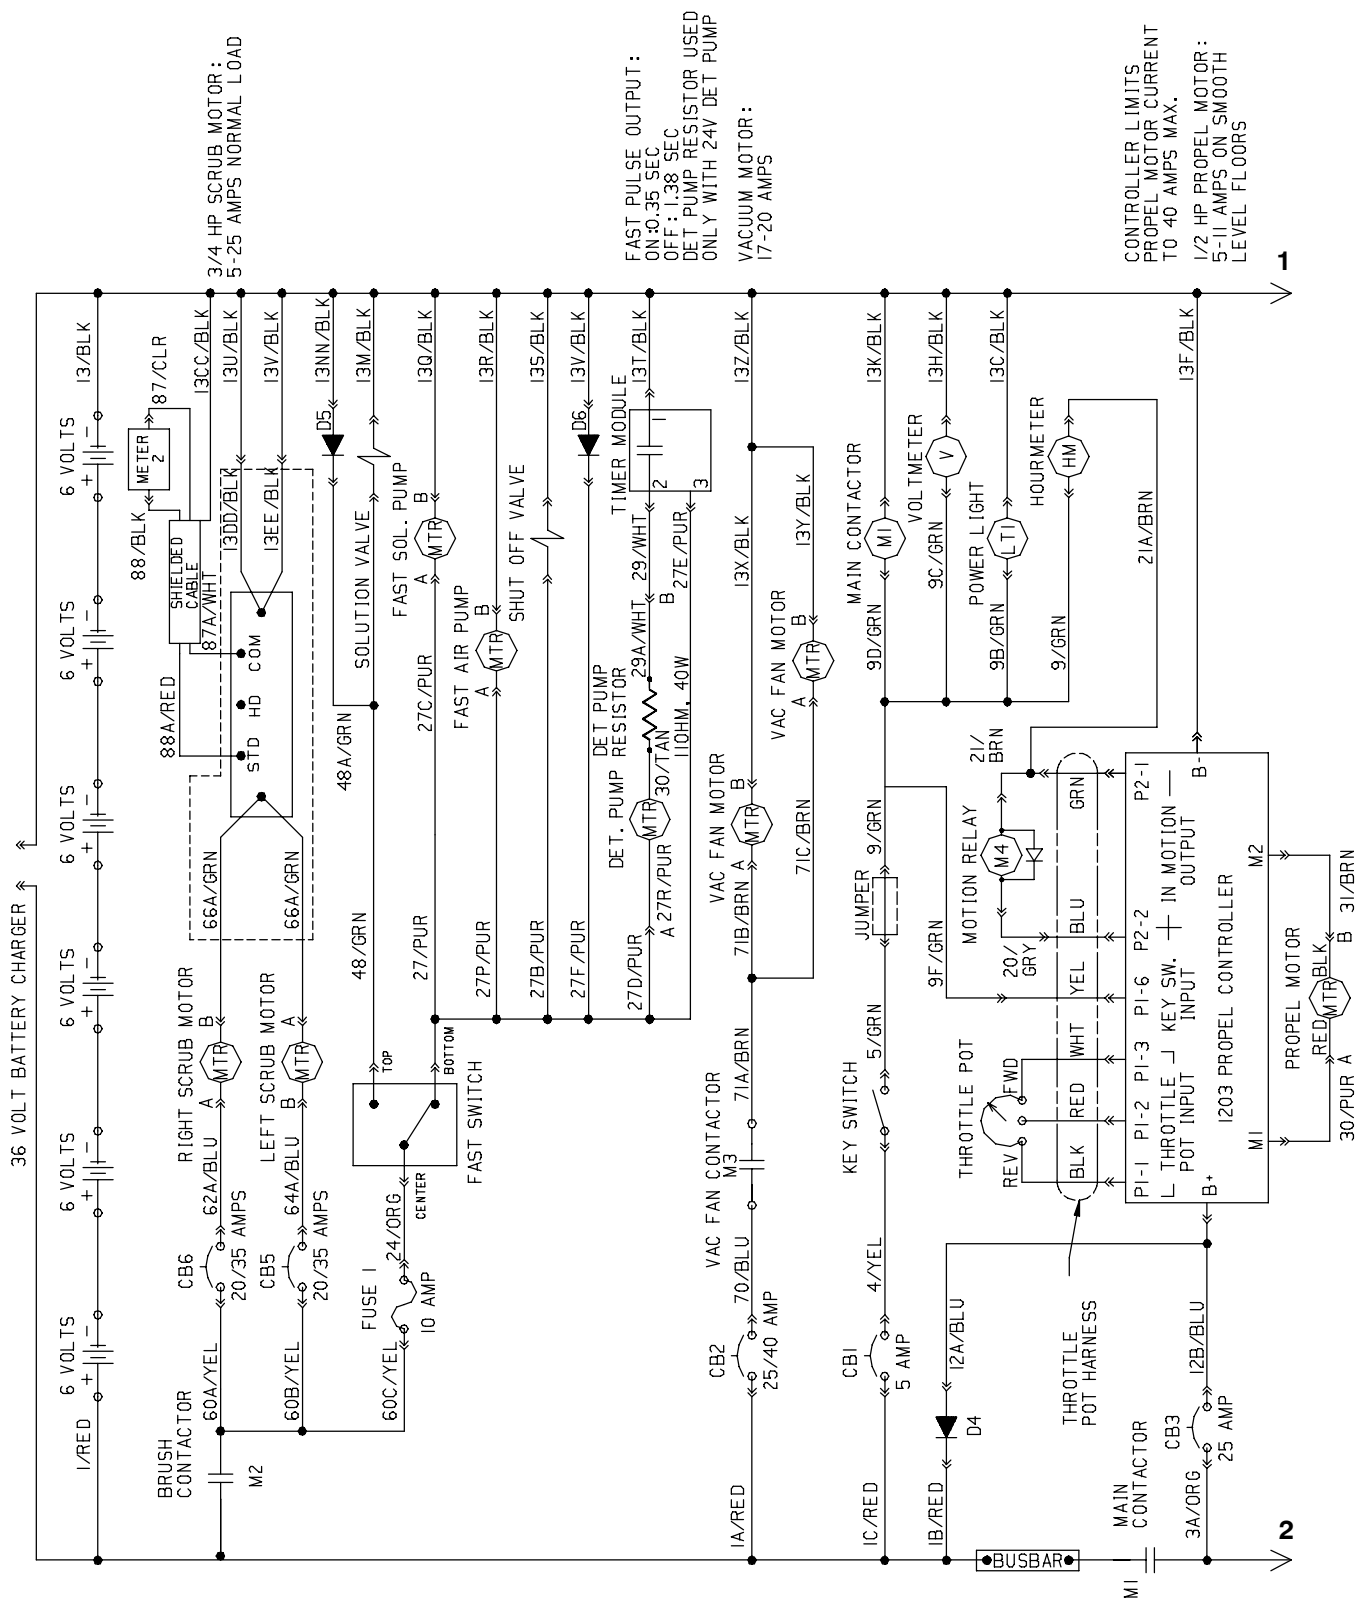 36 VOLT BATTERY CHARGER
1/RED
6 VOLTS
+ -
6 VOLTS
+ -
6 VOLTS
+ -
6 VOLTS
+ -
6 VOLTS
+ -
6 VOLTS
+ -
13/BLK
METER
2
88/BLK
87/CLR
SHIELDED
CABLE
87A/WHT
88A/RED
13CC/BLK
3/4 HP SCRUB MOTOR:
5-25 AMPS NORMAL LOAD
BRUSH
CONTACTOR
M2
60A/YEL
CB6
20/35 AMPS
62A/BLU
RIGHT SCRUB MOTOR
A MTR B
66A/GRN
STD HD COM
13DD/BLK
13U/BLK
60B/YEL
CB5
20/35 AMPS
64A/BLU
LEFT SCRUB MOTOR
B MTR A
66A/GRN
13EE/BLK
13V/BLK
60C/YEL
FUSE 1
10 AMP
24/ORG
CENTER
TOP
BOTTOM
FAST SWITCH
48/GRN
48A/GRN
D5
13NN/BLK
SOLUTION VALVE
13M/BLK
27/PUR
27C/PUR
FAST SOL. PUMP
A MTR B
13Q/BLK
27P/PUR
FAST AIR PUMP
A MTR B
13R/BLK
27B/PUR
SHUT OFF VALVE
13S/BLK
27F/PUR
D6
13V/BLK
27D/PUR
A 27R/PUR
DET. PUMP
MTR
30/TAN
DET PUMP
RESISTOR
110HM, 40W
29A/WHT
B
29/WHT
27E/PUR
TIMER MODULE
1
2
3
13T/BLK
FAST PULSE OUTPUT:
ON:0.35 SEC
OFF: 1.38 SEC
DET PUMP RESISTOR USED
ONLY WITH 24V DET PUMP
VACUUM MOTOR:
17-20 AMPS
1A/RED
CB2
25/40 AMP
70/BLU
VAC FAN CONTACTOR
M3
71A/BRN
71B/BRN
VAC FAN MOTOR
A MTR B
13X/BLK
13Z/BLK
71C/BRN
VAC FAN MOTOR
A MTR B
13Y/BLK
1C/RED
CB1
5 AMP
4/YEL
KEY SWITCH
5/GRN
JUMPER
9/GRN
9D/GRN
MAIN CONTACTOR
M1
13K/BLK
9C/GRN
VOLTMETER
V
13H/BLK
9B/GRN
POWER LIGHT
LT1
13C/BLK
9/GRN
HOURMETER
HM
21A/BRN
9F/GRN
MOTION RELAY
M4
20/
GRY
21/
BRN
1B/RED
D4
12A/BLU
THROTTLE POT
REV
FWD
BLK RED WHT YEL BLU GRN
THROTTLE
POT HARNESS
P1-1 P1-2 P1-3 P1-6 P2-2 P2-1
THROTTLE
POT INPUT
KEY SW.
INPUT
+ IN MOTION -
OUTPUT
1203 PROPEL CONTROLLER
B+
B-
M1
M2
13F/BLK
CONTROLLER LIMITS
PROPEL MOTOR CURRENT
TO 40 AMPS MAX.
1/2 HP PROPEL MOTOR:
5-11 AMPS ON SMOOTH
LEVEL FLOORS
BUSBAR
MAIN
CONTACTOR
M1
3A/ORG
CB3
25 AMP
12B/BLU
PROPEL MOTOR
30/PUR A
RED MTR BLK
B 31/BRN
1
2